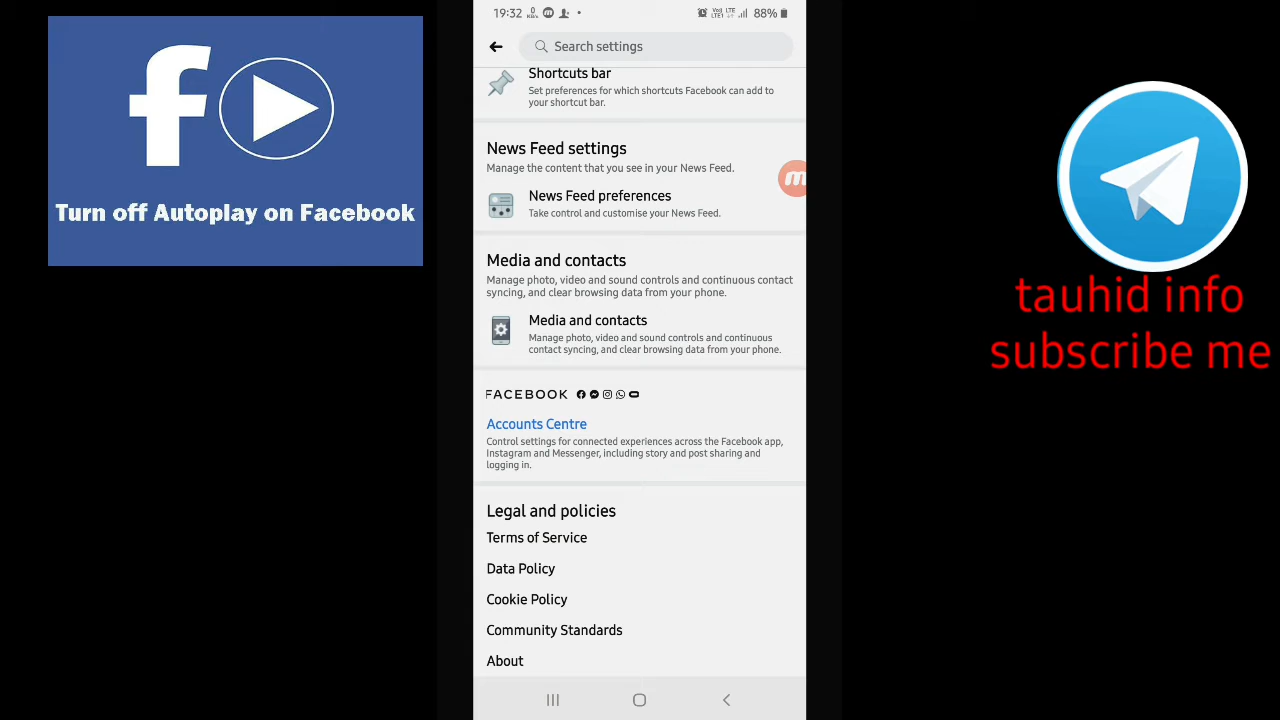 Turn off Autoplay on Facebook
19:32
88%
Search settings
Shortcuts bar
Set preferences for which shortcuts Facebook can add to
your shortcut bar.
News Feed settings
Manage the content that you see in your News Feed.
News Feed preferences
Take control and customise your News Feed.
Media and contacts
Manage photo, video and sound controls and continuous contact
syncing, and clear browsing data from your phone.
Media and contacts
Manage photo, video and sound controls and continuous
contact syncing, and clear browsing data from your phone.
FACEBOOK
Accounts Centre
Control settings for connected experiences across the Facebook app,
Instagram and Messenger, including story and post sharing and
logging in.
Legal and policies
Terms of Service
Data Policy
Cookie Policy
Community Standards
About
tauhid info
subscribe me